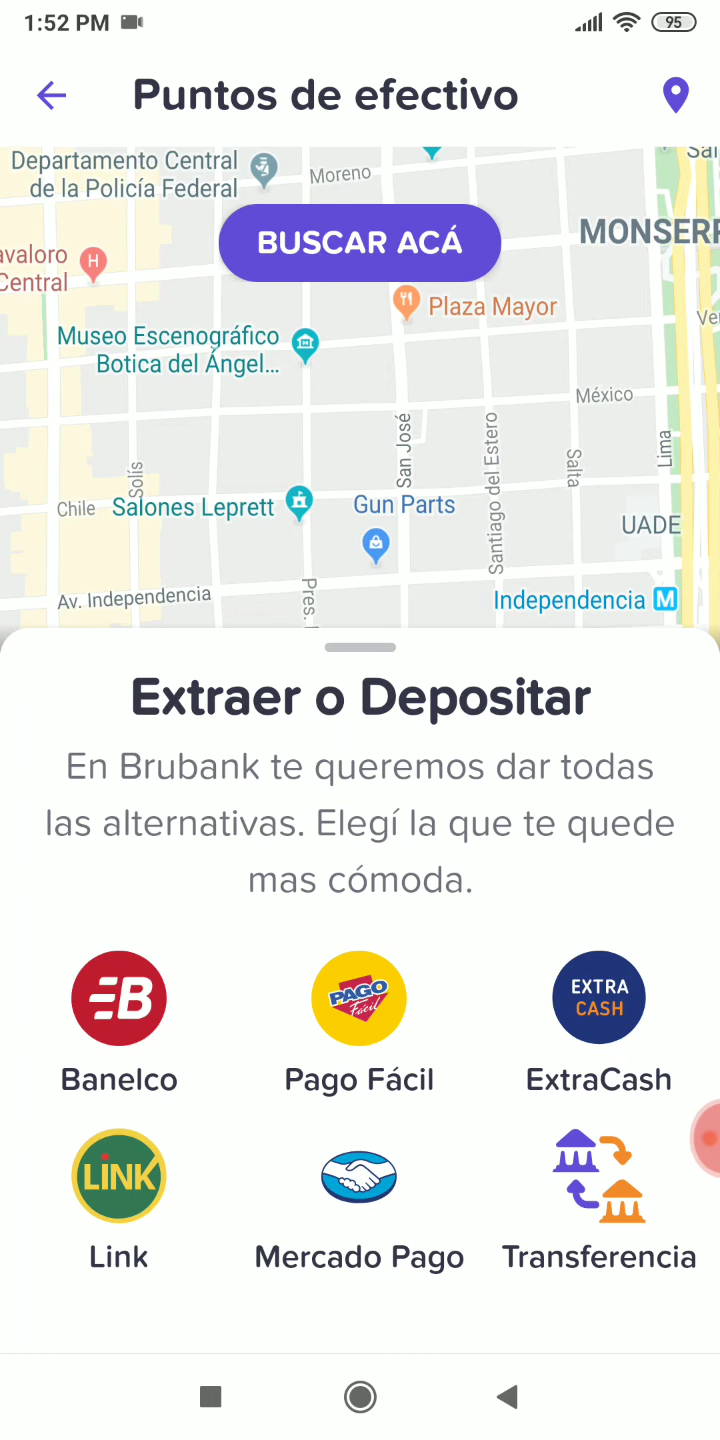 1:52 PM
95
Puntos de efectivo
Departamento Central
de la Policía Federal
Moreno
BUSCAR ACÁ
avaloro
Central
H
Plaza Mayor
Museo Escenográfico
Botica del Ángel...
México
San José
Santiago del Estero
Salta
Lima
Solís
Chile
Salones Leprett
Gun Parts
UADE
Av. Independencia
Pres.
Independencia M
Extraer o Depositar
En Brubank te queremos dar todas
las alternativas. Elegí la que te quede
mas cómoda.
B
PAGO
Fácil
EXTRA
CASH
Banelco
Pago Fácil
ExtraCash
LINK
Link
Mercado Pago
Transferencia